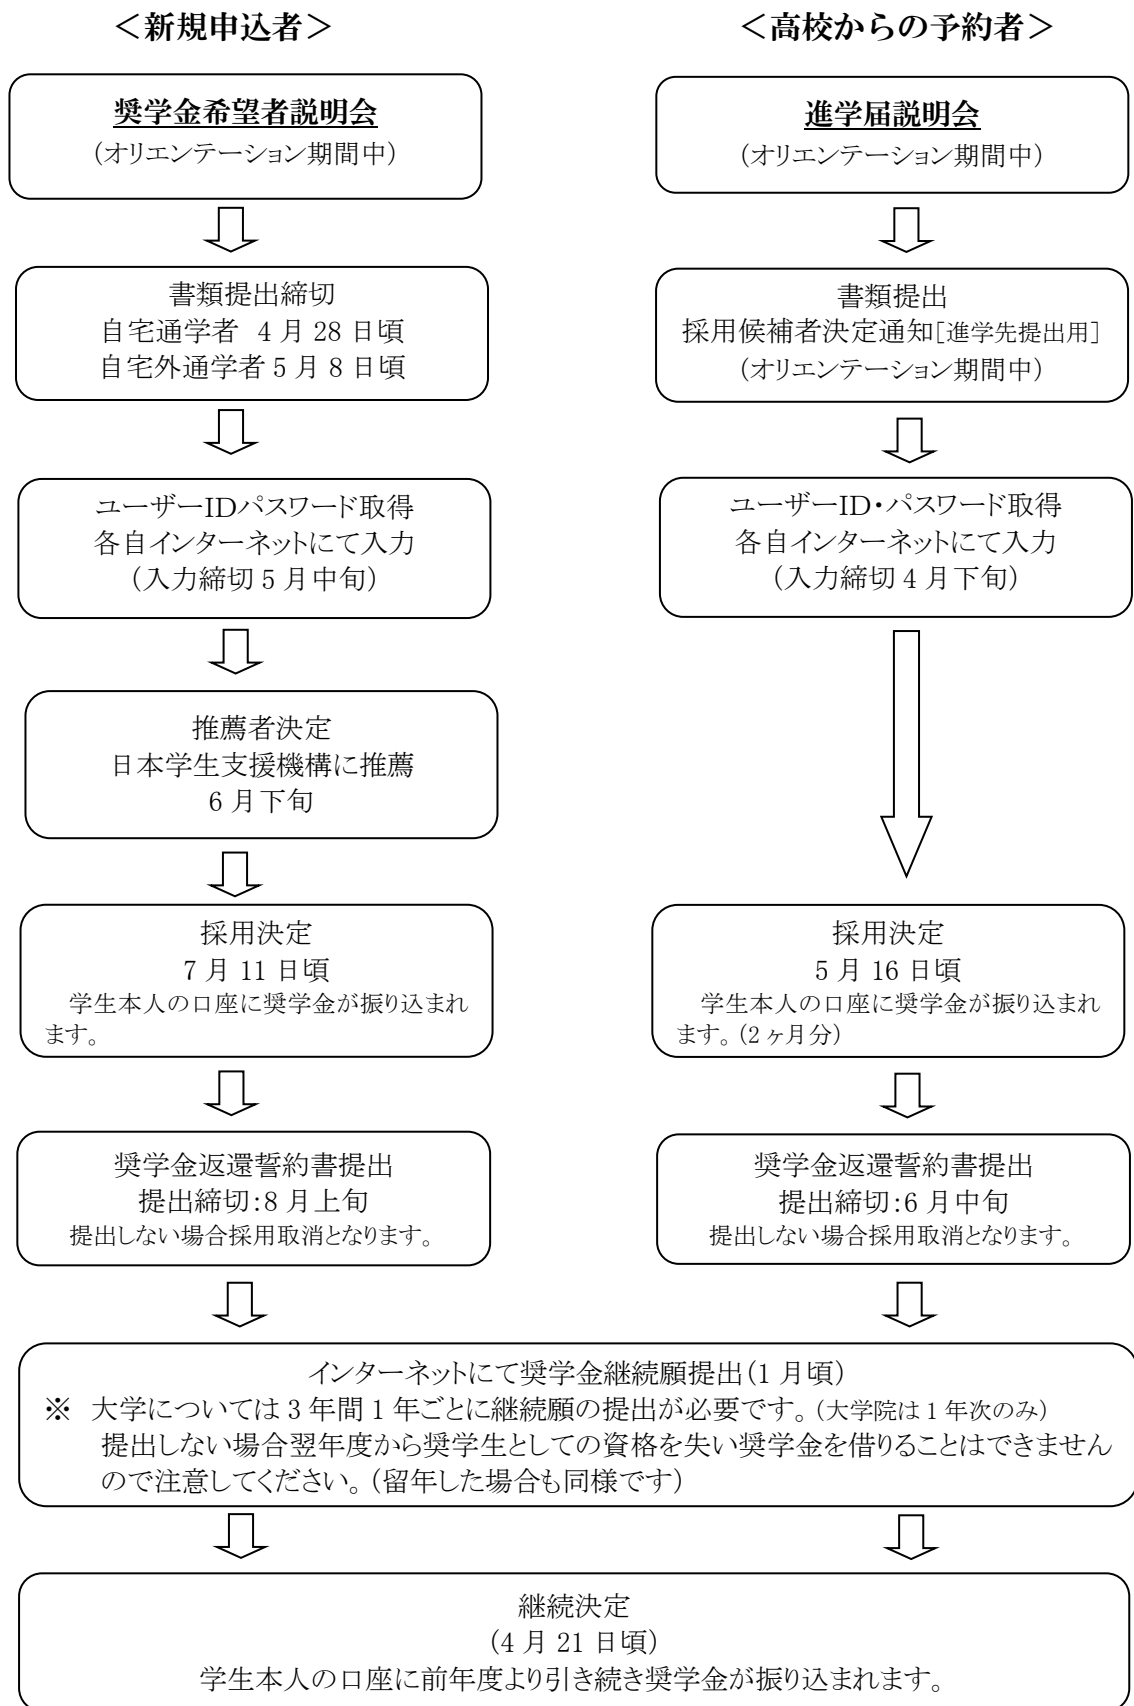 ＜新規申込者＞
奨学金希望者説明会
(オリエンテーション期間中)
書類提出締切
自宅通学者 4月28日頃
自宅外通学者5月8日頃
ユーザーIDパスワード取得
各自インターネットにて入力
(入力締切5月中旬)
推薦者決定
日本学生支援機構に推薦
6月下旬
採用決定
7月11日頃
学生本人の口座に奨学金が振り込まれ
ます。
奨学金返還誓約書提出
提出締切:8月上旬
提出しない場合採用取消となります。
＜高校からの予約者＞
進学届説明会
(オリエンテーション期間中)
書類提出
採用候補者決定通知[進学先提出用]
(オリエンテーション期間中)
ユーザーID・パスワード取得
各自インターネットにて入力
(入力締切4月下旬)
採用決定
5月16日頃
学生本人の口座に奨学金が振り込まれ
ます。(2ヶ月分)
奨学金返還誓約書提出
提出締切:6月中旬
提出しない場合採用取消となります。
インターネットにて奨学金継続願提出(1月頃)
※ 大学については3年間1年ごとに継続願の提出が必要です。(大学院は1年次のみ)
提出しない場合翌年度から奨学生としての資格を失い奨学金を借りることはできません
ので注意してください。(留年した場合も同様です)
継続決定
(4月21日頃)
学生本人の口座に前年度より引き続き奨学金が振り込まれます。